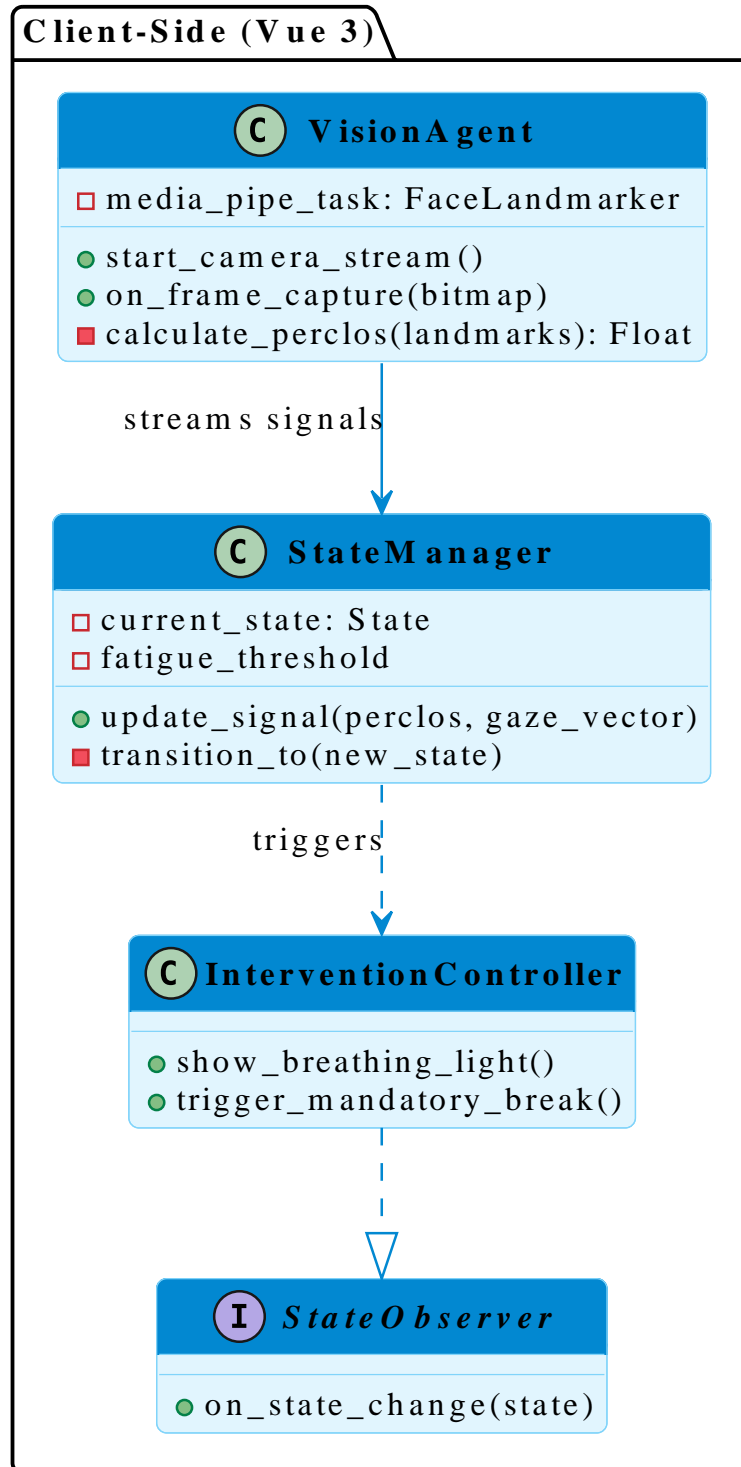 Client-Side (Vue 3)
C VisionAgent
media_pipe_task: FaceLandmarker
start_camera_stream()
on_frame_capture(bitmap)
calculate_perclos(landmarks): Float
streams signals
C StateManager
current_state: State
fatigue_threshold
update_signal(perclos, gaze_vector)
transition_to(new_state)
triggers
C InterventionController
show_breathing_light()
trigger_mandatory_break()
I StateObserver
on_state_change(state)